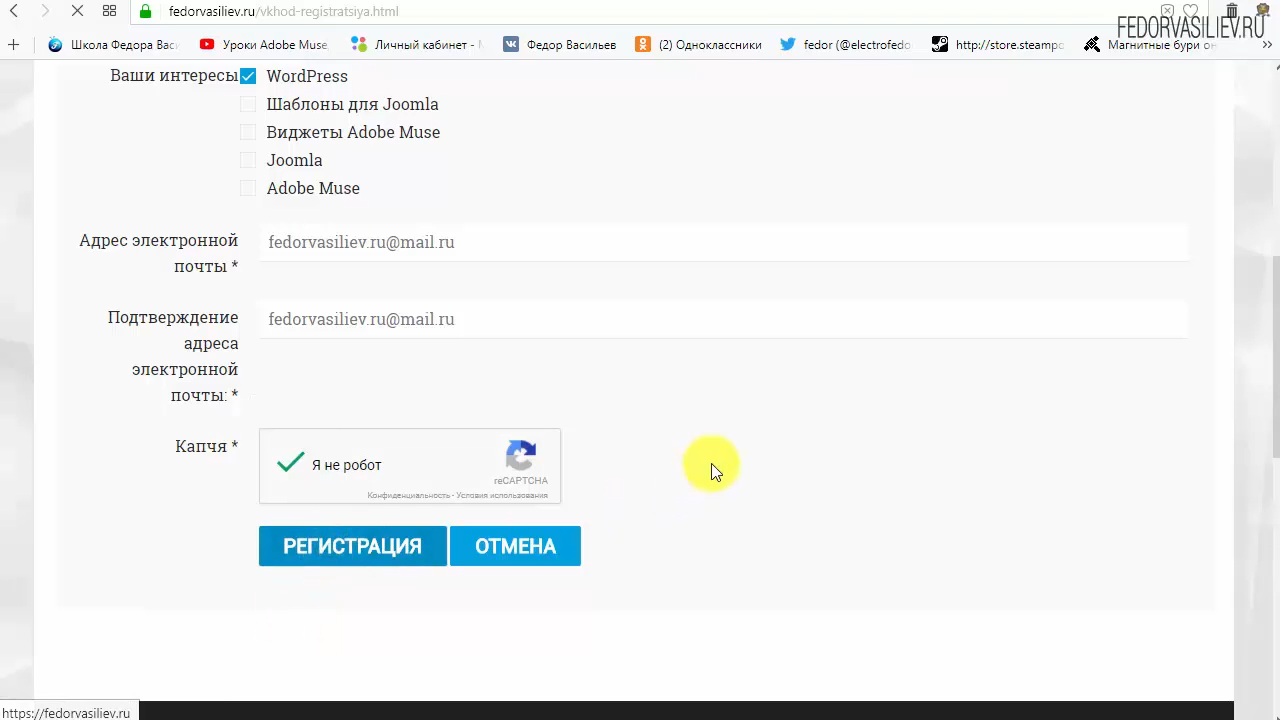 fedorvasiliev.ru/vkhod-registratsiya.html
FEDORVASILIEV.RU
Школа Федора Васи
Уроки Adobe Muse
Личный кабинет -
Федор Васильев
(2) Одноклассники
fedor (@electrofedo
http://store.steampo
Магнитные бури он
Ваши интересы
WordPress
Шаблоны для Joomla
Виджеты Adobe Muse
Joomla
Adobe Muse
Адрес электронной
почты *
fedorvasiliev.ru@mail.ru
Подтверждение
адреса
электронной
почты: *
fedorvasiliev.ru@mail.ru
Капчя *
Я не робот
reCAPTCHA
Конфиденциальность - Условия использования
РЕГИСТРАЦИЯ
ОТМЕНА
https://fedorvasiliev.ru